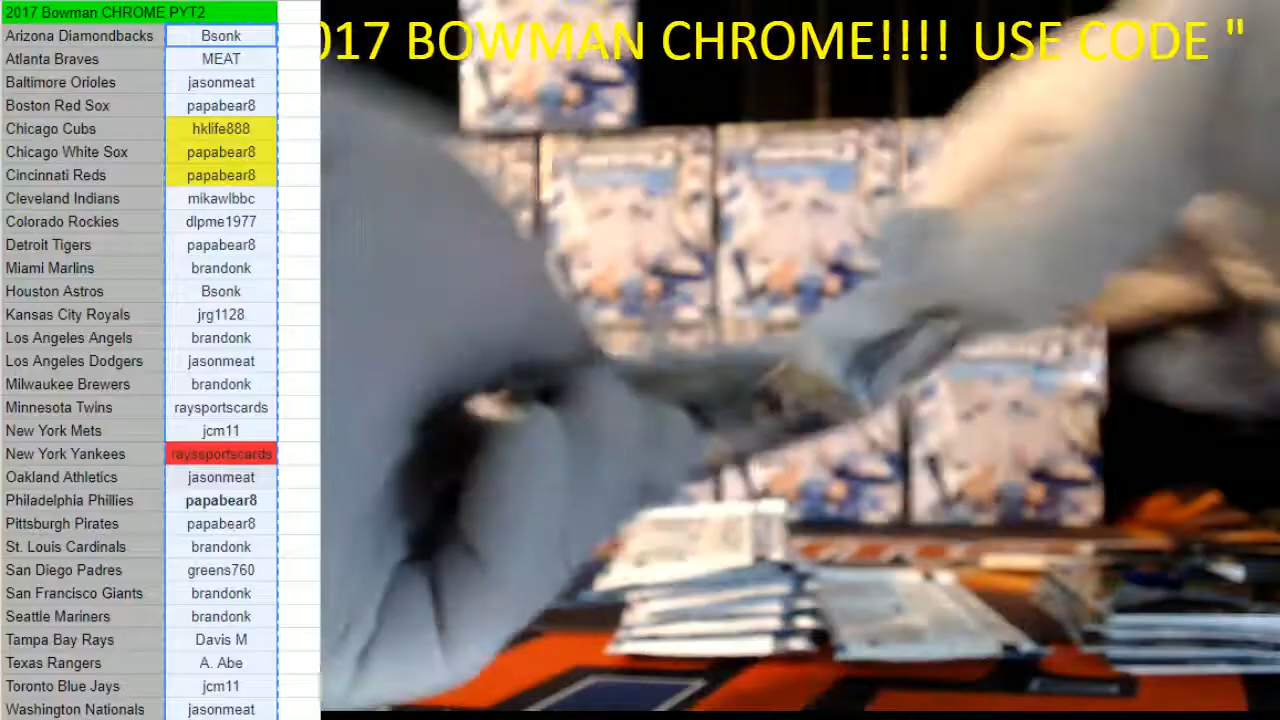 2017 Bowman CHROME PYT2
Arizona Diamondbacks Bsonk
Atlanta Braves MEAT
Baltimore Orioles jasonmeat
Boston Red Sox papabear8
Chicago Cubs hklife888
Chicago White Sox papabear8
Cincinnati Reds papabear8
Cleveland Indians mikawlbbc
Colorado Rockies dlpme1977
Detroit Tigers papabear8
Miami Marlins brandonk
Houston Astros Bsonk
Kansas City Royals jrg1128
Los Angeles Angels brandonk
Los Angeles Dodgers jasonmeat
Milwaukee Brewers brandonk
Minnesota Twins raysportscards
New York Mets jcm11
New York Yankees rayssportscards
Oakland Athletics jasonmeat
Philadelphia Phillies papabear8
Pittsburgh Pirates papabear8
St. Louis Cardinals brandonk
San Diego Padres greens760
San Francisco Giants brandonk
Seattle Mariners brandonk
Tampa Bay Rays Davis M
Texas Rangers A. Abe
Toronto Blue Jays jcm11
Washington Nationals jasonmeat
017 BOWMAN CHROME!!!! USE CODE "